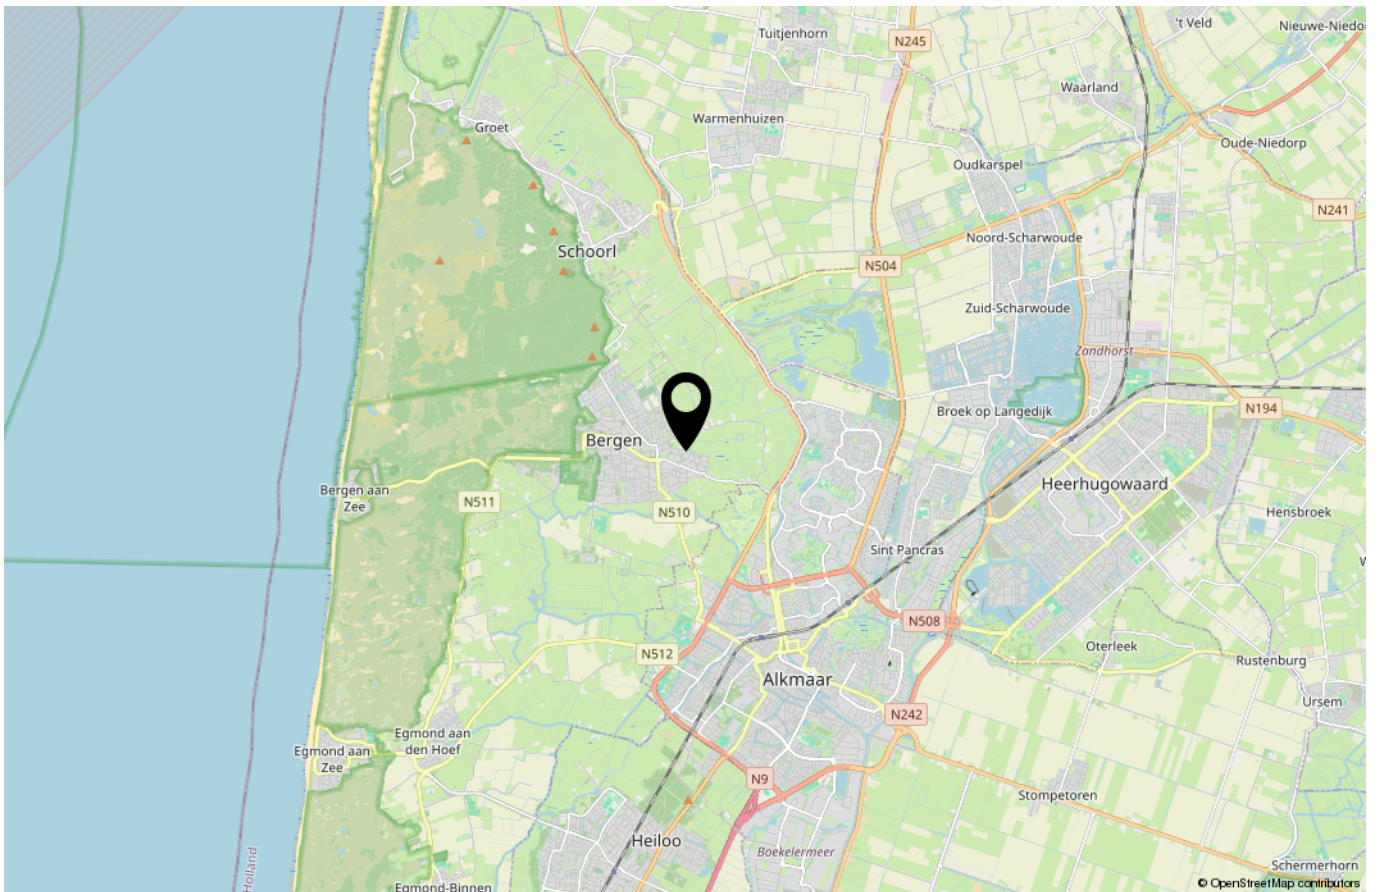 Tuitjenhorn
N245
't Veld
Nieuwe-Niedo
Waarland
Groet
Warmenhuizen
Oude-Niedorp
Oudkarspel
N241
Schoorl
Noord-Scharwoude
N504
Zuid-Scharwoude
Zandhorst
Broek op Langedijk
N194
Bergen
Bergen aan
Zee
N511
N510
Heerhugowaard
Hensbroek
Sint Pancras
W
N508
N512
Oterleek
Rustenburg
Alkmaar
Ursem
N242
Egmond aan
den Hoef
Egmond aan
Zee
N9
Stompetoren
Heiloo
Boekelermeer
Holland
Schermerhorn
Egmond-Binnen
© OpenStreetMap contributors